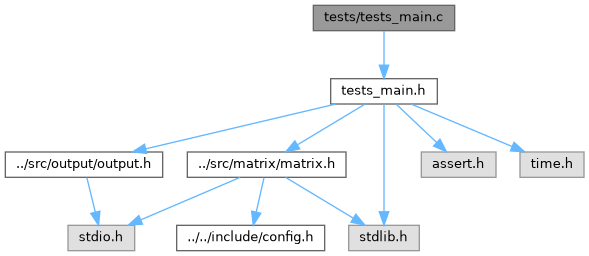 tests/tests_main.c
tests_main.h
../src/output/output.h
../src/matrix/matrix.h
assert.h
time.h
stdio.h
../../include/config.h
stdlib.h